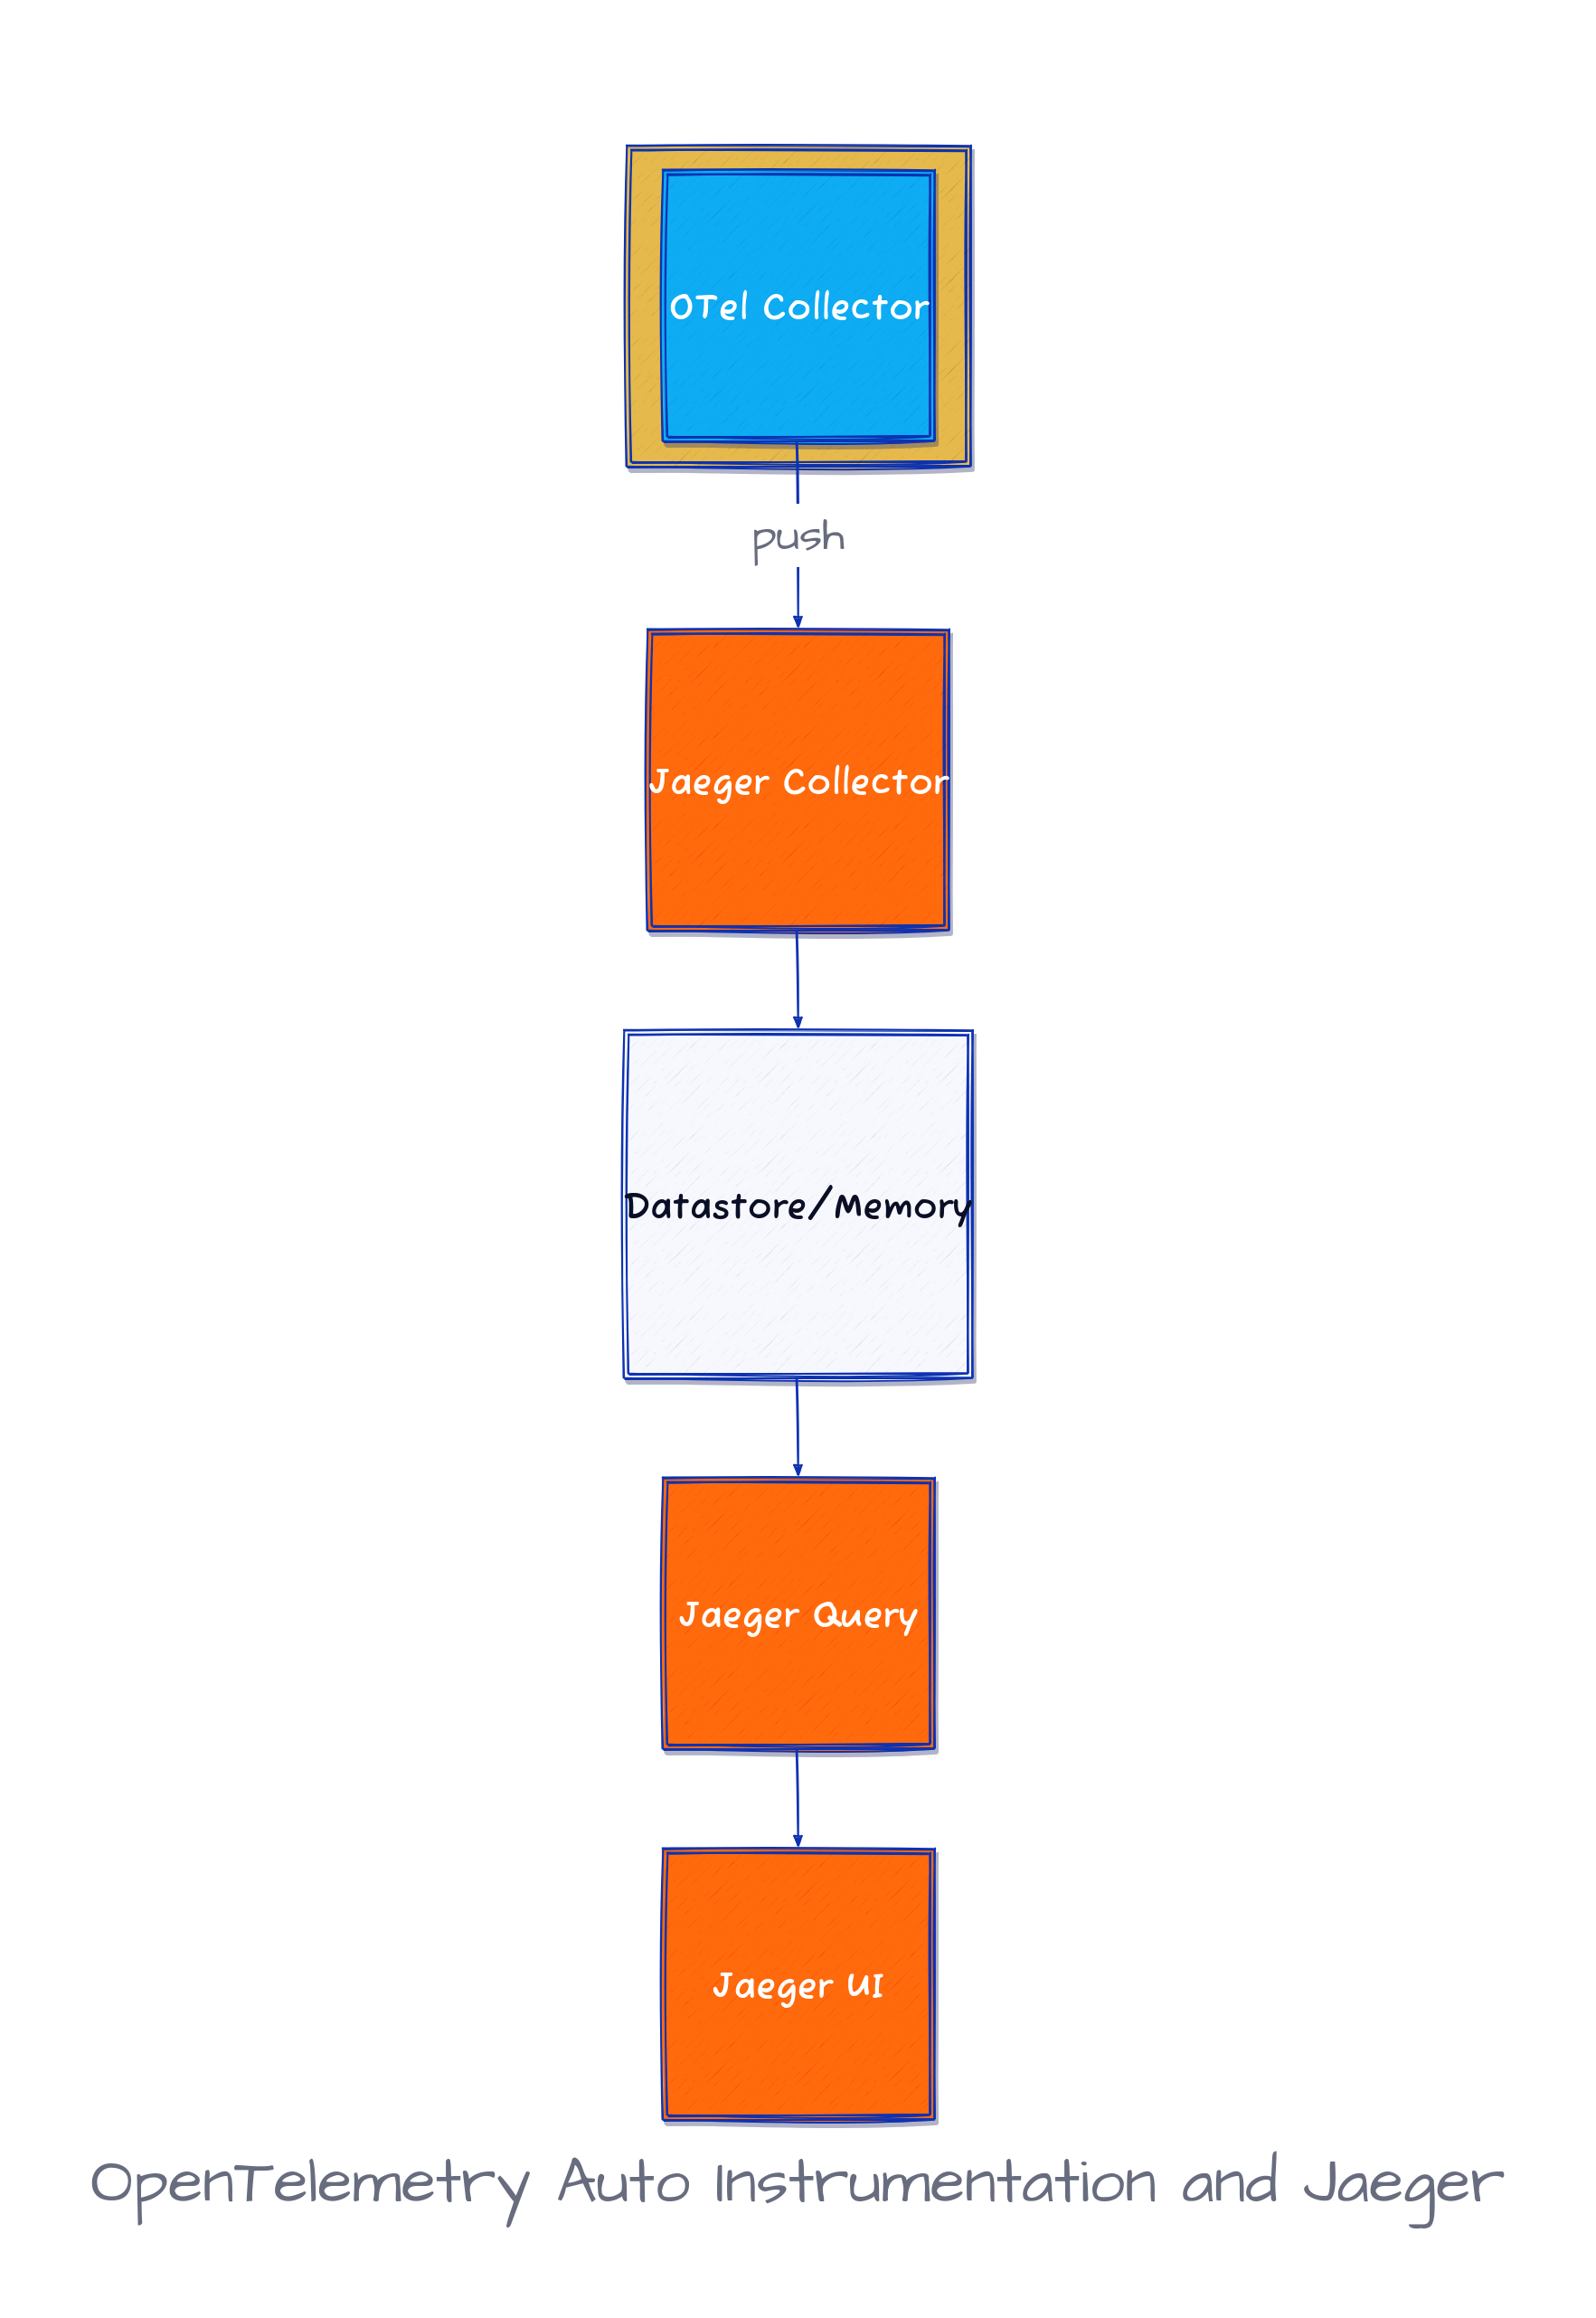 OTel Collector
push
Jaeger Collector
Datastore/Memory
Jaeger Query
Jaeger UI
OpenTelemetry Auto Instrumentation and Jaeger